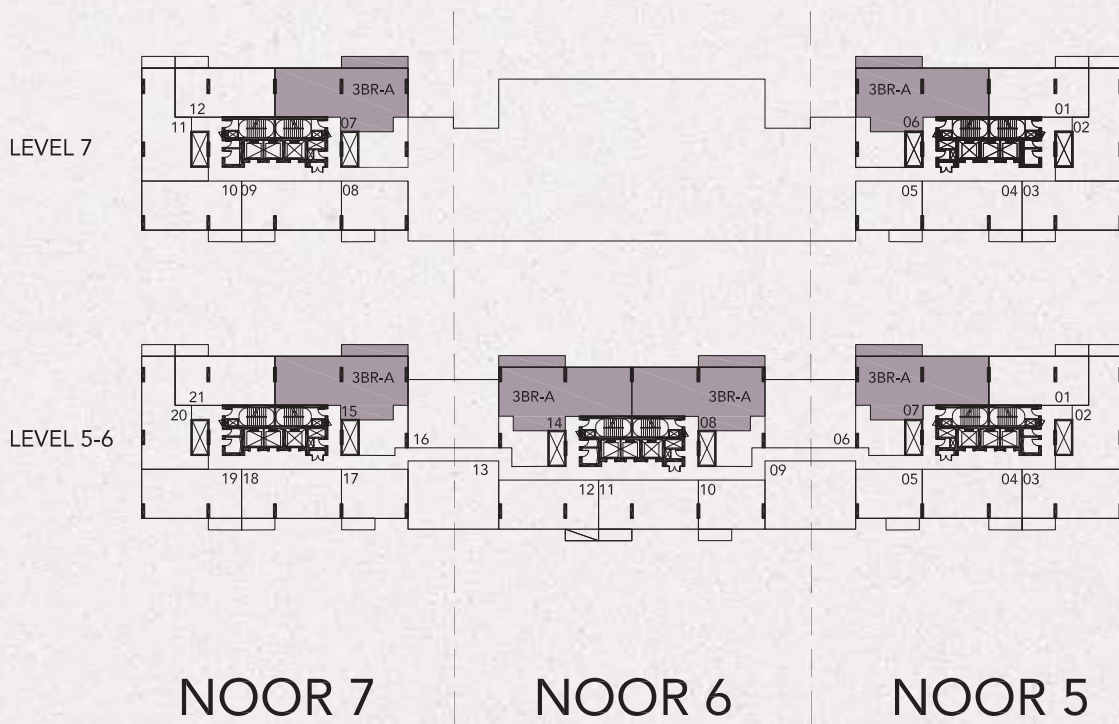 3BR-A 3BR-A
12 01
11 07 06 02
LEVEL 7
10 09 08 05 04 03
3BR-A 3BR-A 3BR-A 3BR-A
21 01
20 15 14 08 07 02
LEVEL 5-6 16 06
13 09
19 18 17 12 11 10 05 04 03
NOOR 7 NOOR 6 NOOR 5